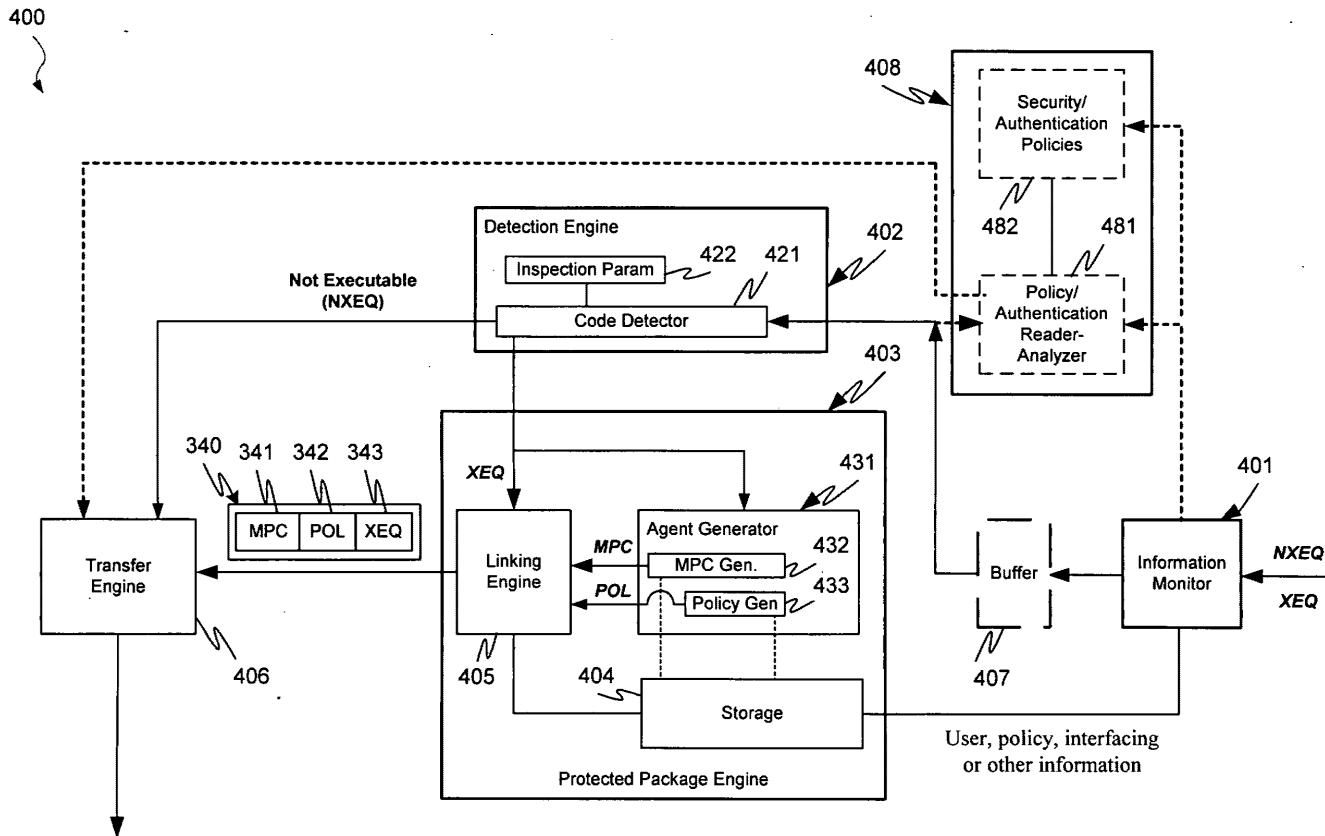 400
408
Security/
Authentication
Policies
482
481
Policy/
Authentication
Reader-
Analyzer
Detection Engine
402
Inspection Param
422
421
Code Detector
Not Executable
(NXEQ)
403
340
341
342
343
MPC
POL
XEQ
XEQ
431
Agent Generator
MPC
MPC Gen.
432
POL
Policy Gen
433
Linking
Engine
405
404
Storage
Protected Package Engine
Transfer
Engine
406
Buffer
407
401
Information
Monitor
NXEQ
XEQ
User, policy, interfacing
or other information